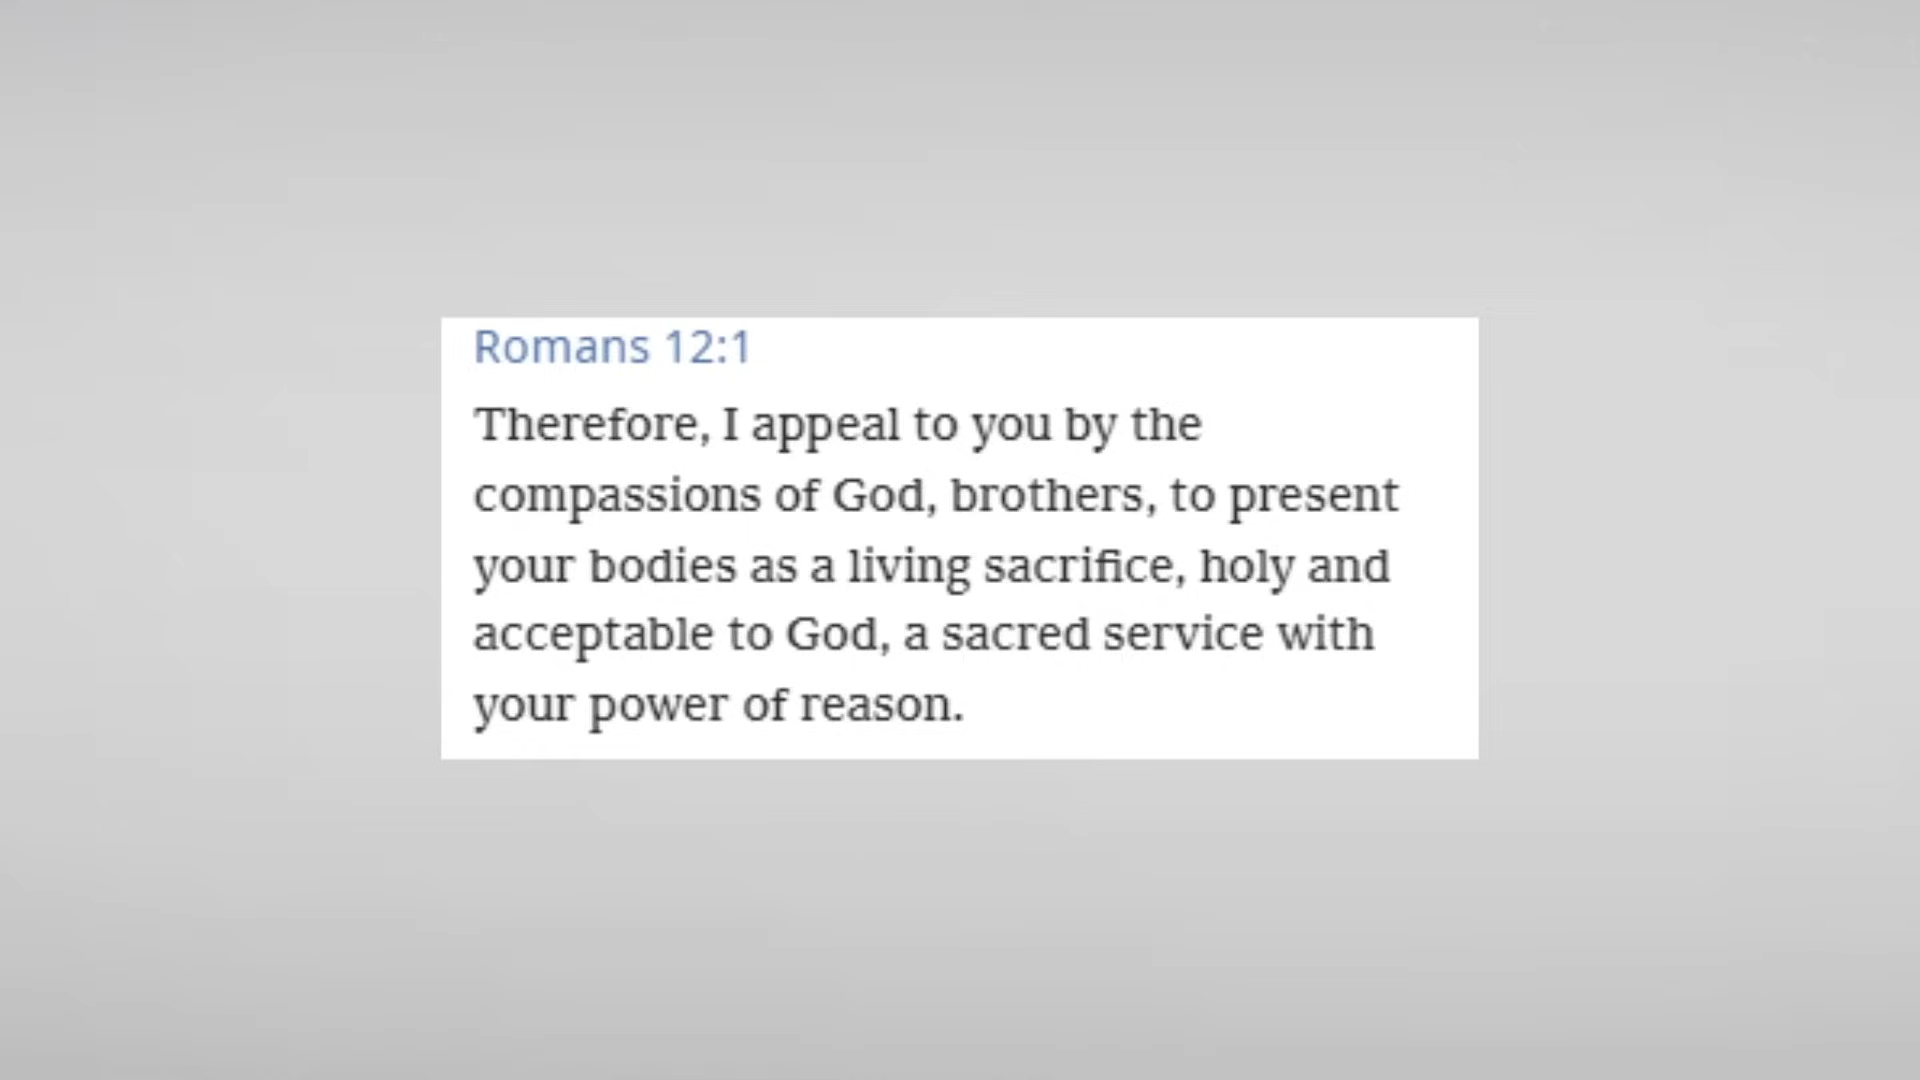 Romans 12:1
Therefore, I appeal to you by the
compassions of God, brothers, to present
your bodies as a living sacrifice, holy and
acceptable to God, a sacred service with
your power of reason.